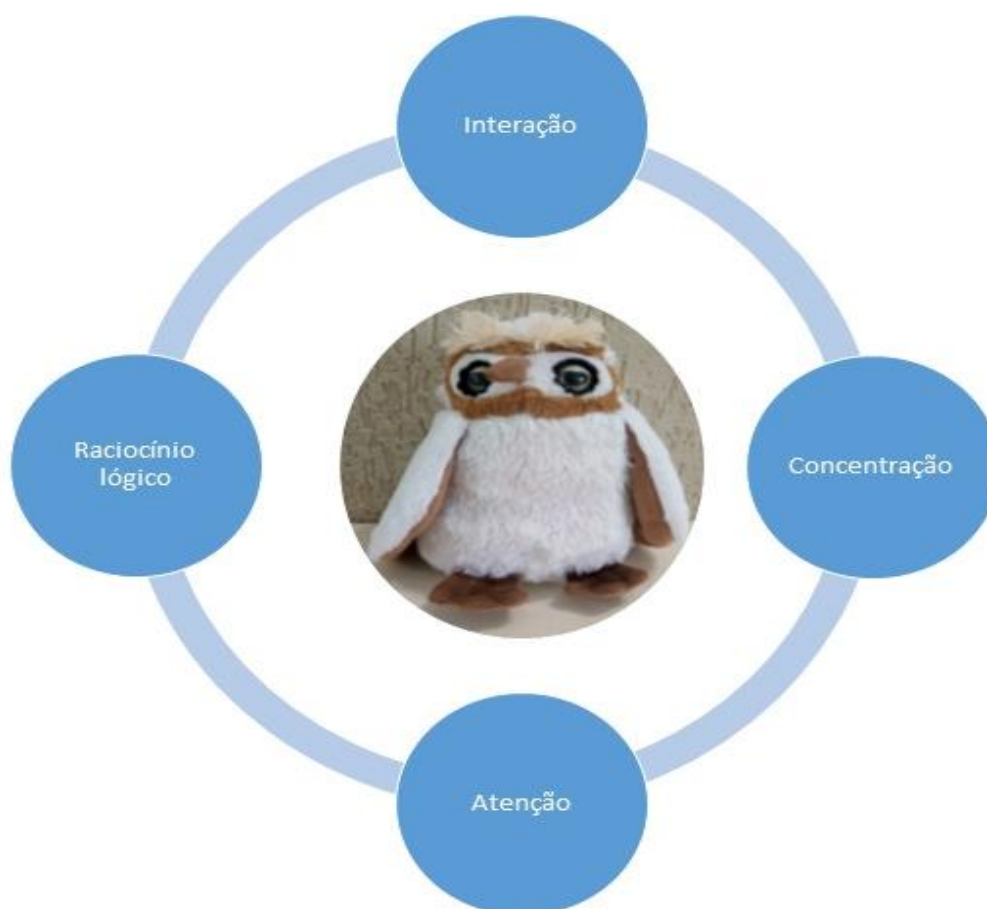 Interação
Raciocínio
lógico
Concentração
Atenção